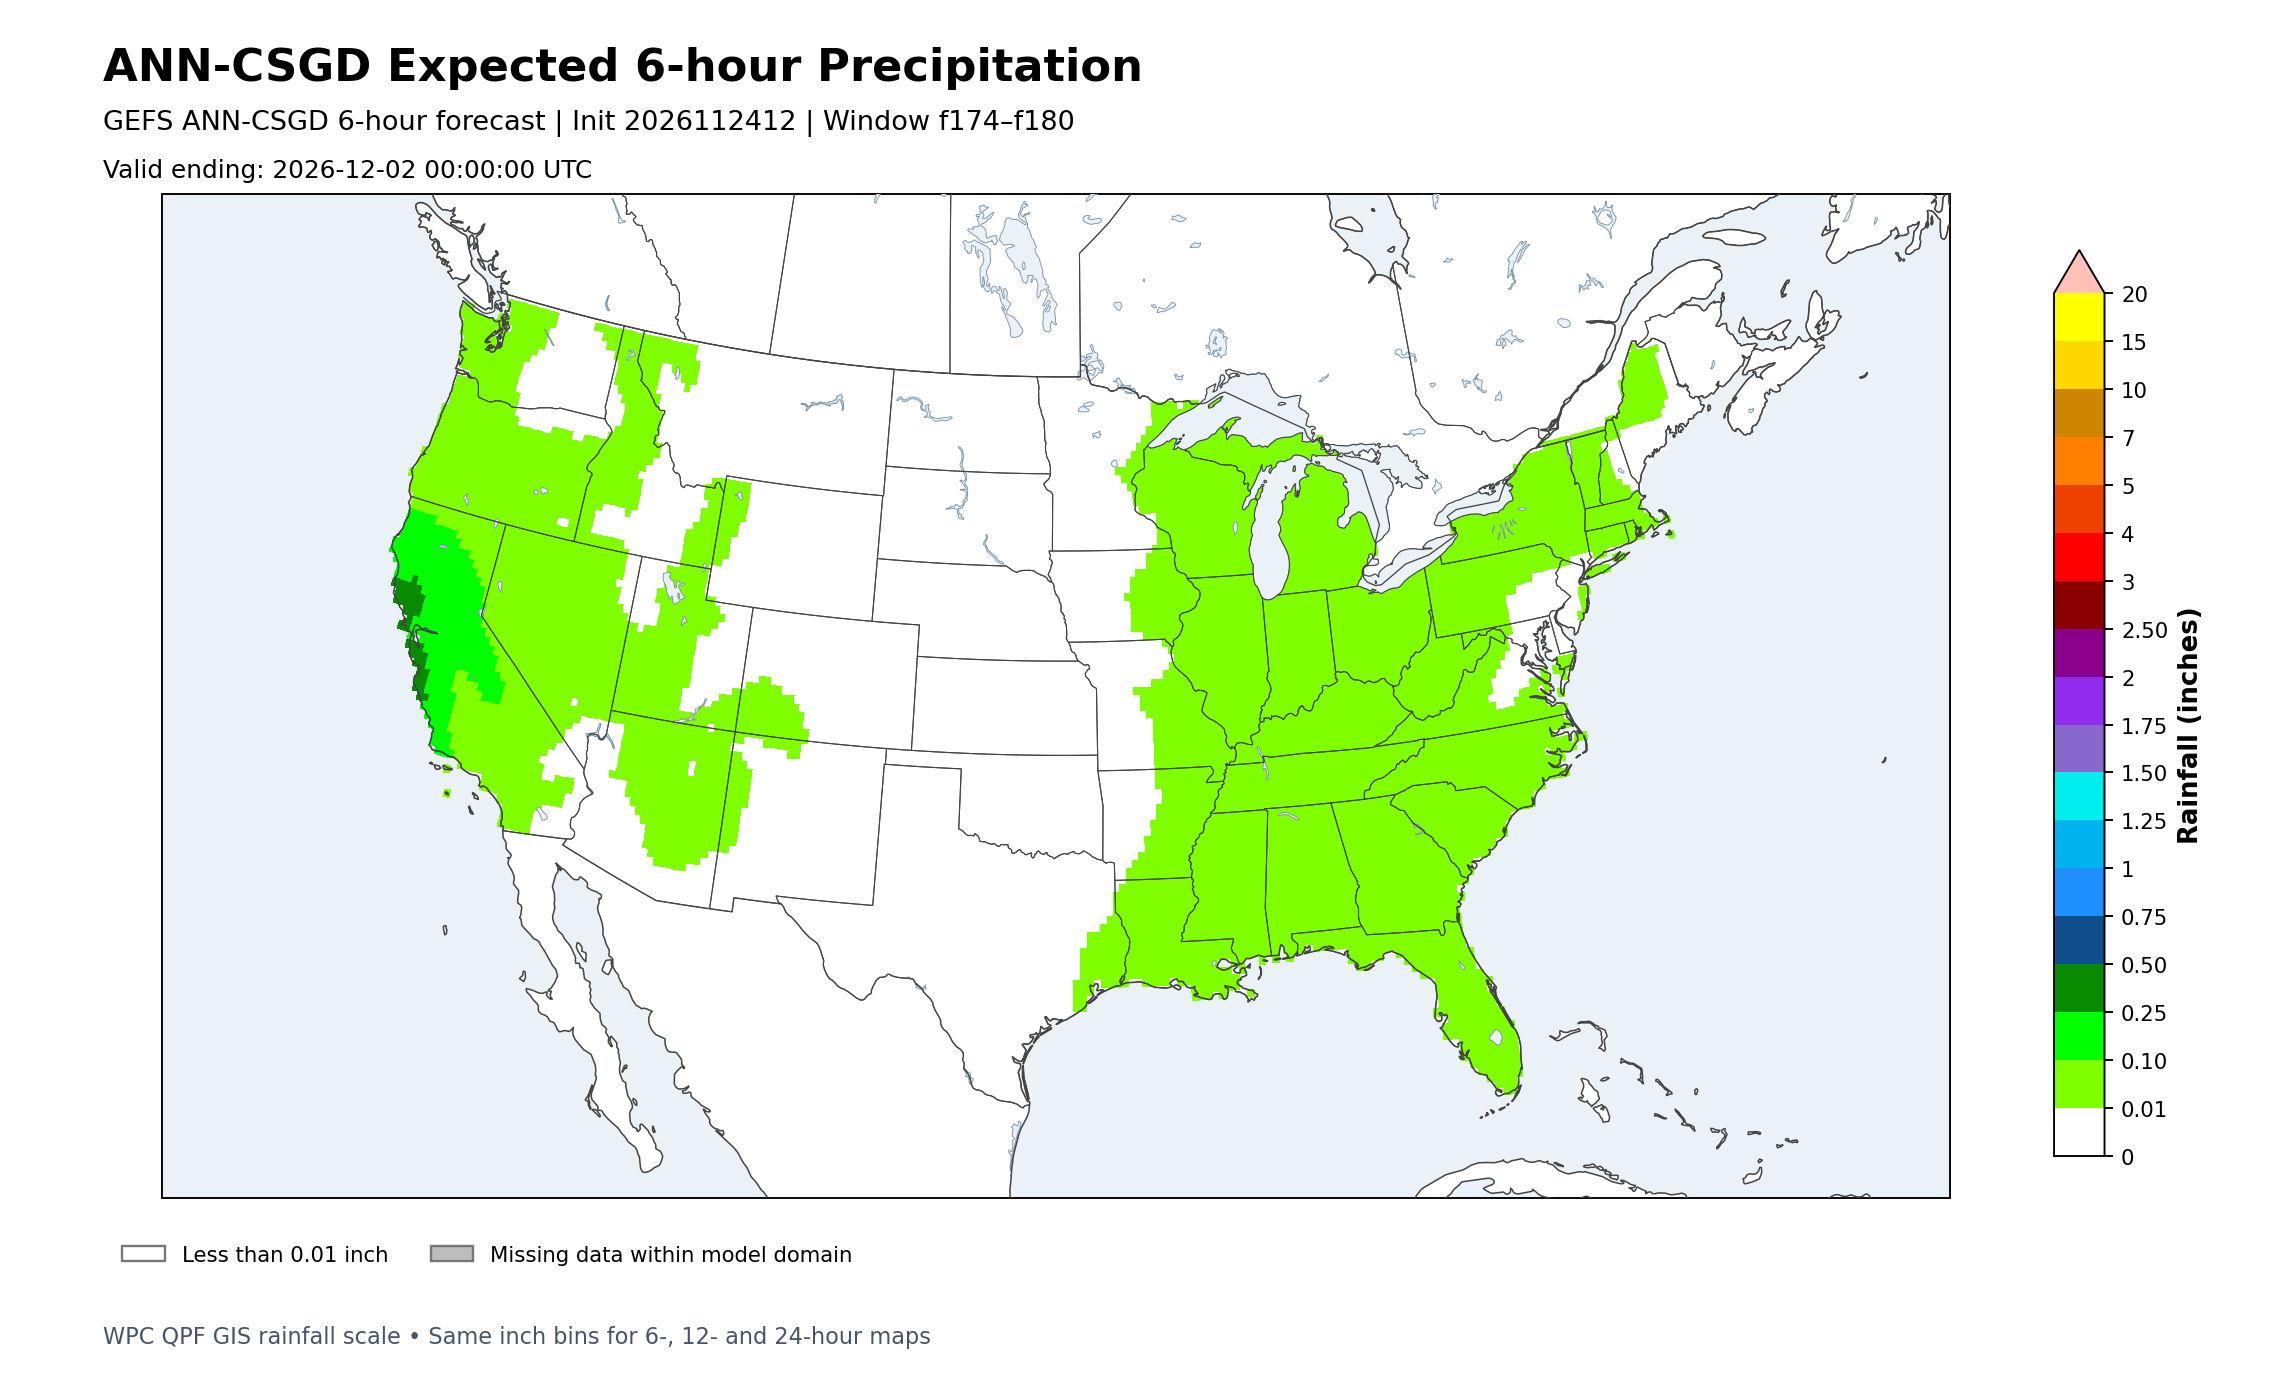 ANN-CSGD Expected 6-hour Precipitation
GEFS ANN-CSGD 6-hour forecast | Init 2026112412 | Window f174–f180
Valid ending: 2026-12-02 00:00:00 UTC
20
15
10
7
5
4
3
2.50
2
1.75
1.50
1.25
1
0.75
0.50
0.25
0.10
0.01
0
Rainfall (inches)
Less than 0.01 inch
Missing data within model domain
WPC QPF GIS rainfall scale • Same inch bins for 6-, 12- and 24-hour maps